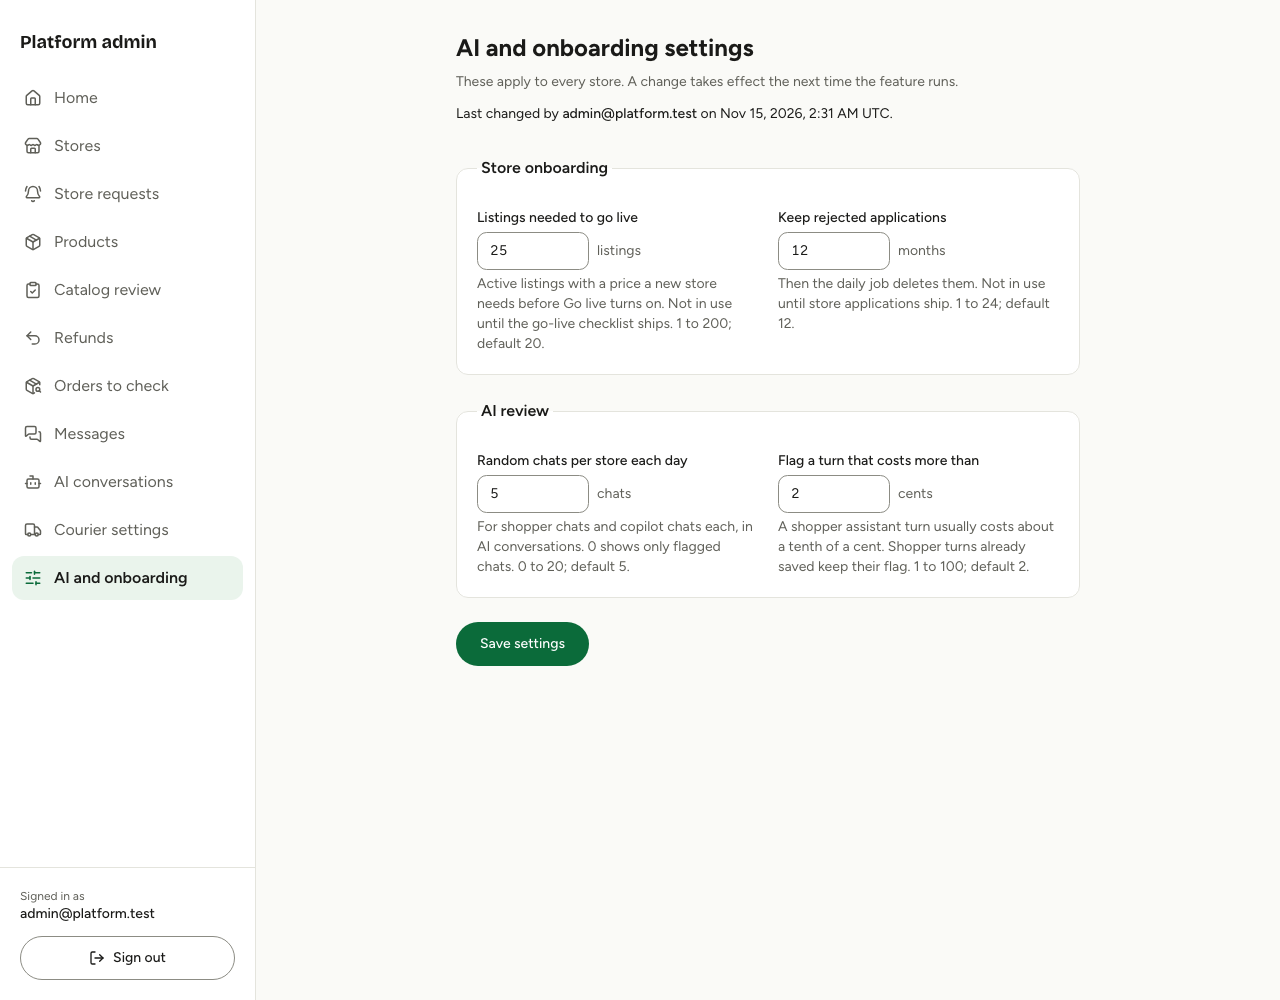 Platform admin
Home
Stores
Store requests
Products
Catalog review
Refunds
Orders to check
Messages
AI conversations
Courier settings
AI and onboarding
Signed in as
admin@platform.test
Sign out
AI and onboarding settings
These apply to every store. A change takes effect the next time the feature runs.
Last changed by admin@platform.test on Nov 15, 2026, 2:31 AM UTC.
Store onboarding
Listings needed to go live
25 listings
Active listings with a price a new store
needs before Go live turns on. Not in use
until the go-live checklist ships. 1 to 200;
default 20.
Keep rejected applications
12 months
Then the daily job deletes them. Not in use
until store applications ship. 1 to 24; default
12.
AI review
Random chats per store each day
5 chats
For shopper chats and copilot chats each, in
AI conversations. 0 shows only flagged
chats. 0 to 20; default 5.
Flag a turn that costs more than
2 cents
A shopper assistant turn usually costs about
a tenth of a cent. Shopper turns already
saved keep their flag. 1 to 100; default 2.
Save settings